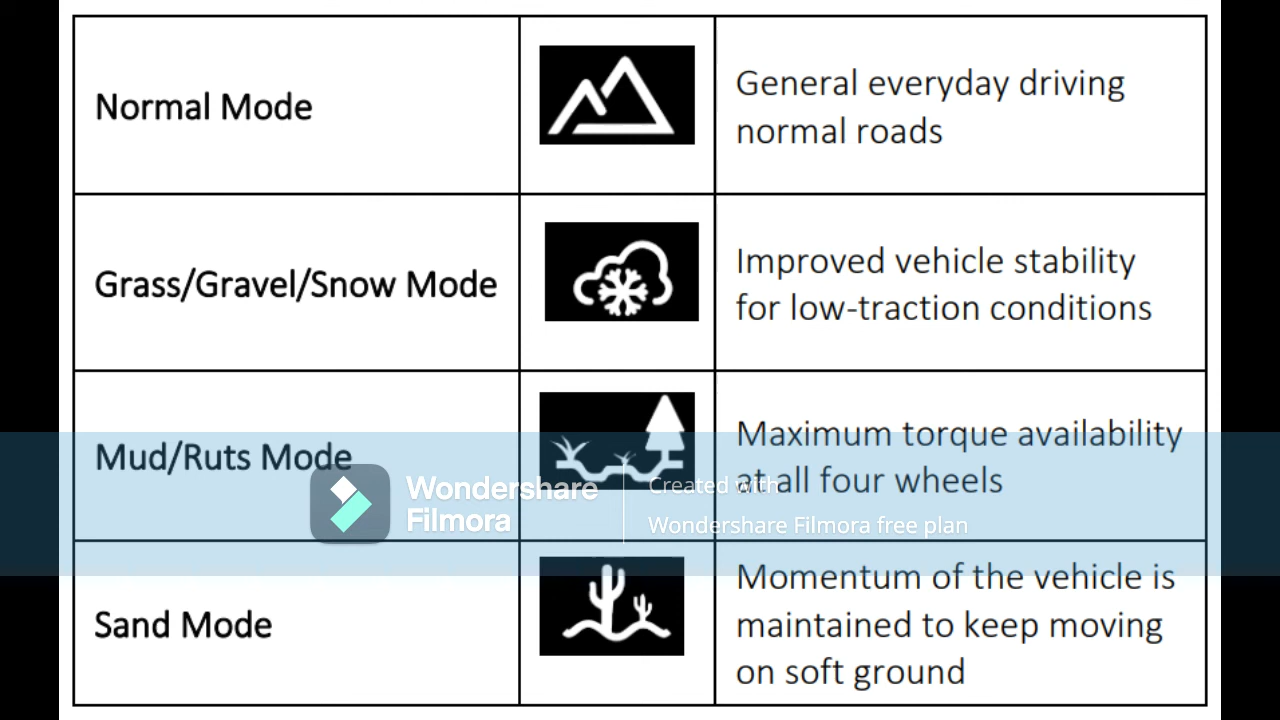 Normal Mode
General everyday driving
normal roads
Grass/Gravel/Snow Mode
Improved vehicle stability
for low-traction conditions
Mud/Ruts Mode
Maximum torque availability
at all four wheels
Wondershare
Filmora
Created with
Wondershare Filmora free plan
Sand Mode
Momentum of the vehicle is
maintained to keep moving
on soft ground